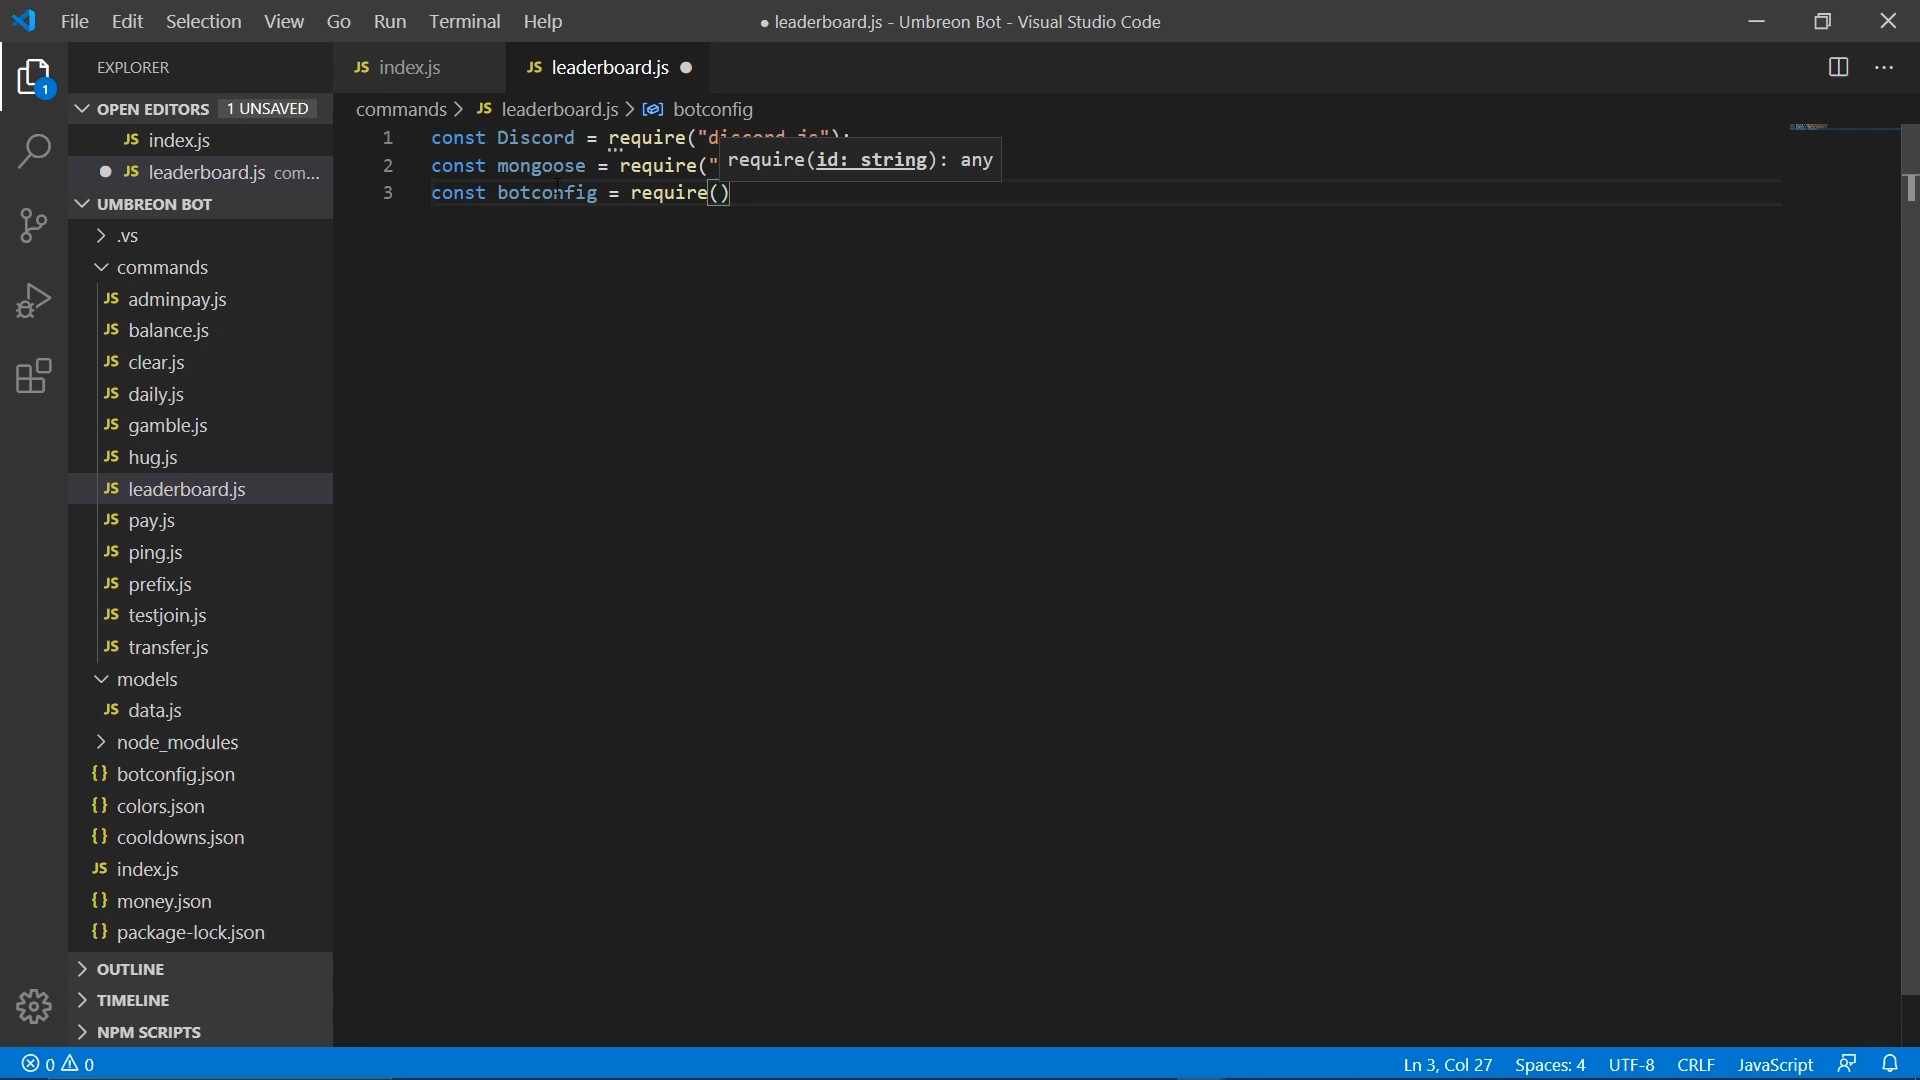 File Edit Selection View Go Run Terminal Help
● leaderboard.js - Umbreon Bot - Visual Studio Code
EXPLORER
1
OPEN EDITORS 1 UNSAVED
JS index.js
● JS leaderboard.js com...
UMBREON BOT
.vs
commands
JS adminpay.js
JS balance.js
JS clear.js
JS daily.js
JS gamble.js
JS hug.js
JS leaderboard.js
JS pay.js
JS ping.js
JS prefix.js
JS testjoin.js
JS transfer.js
models
JS data.js
node_modules
{} botconfig.json
{} colors.json
{} cooldowns.json
JS index.js
{} money.json
{} package-lock.json
OUTLINE
TIMELINE
NPM SCRIPTS
JS index.js
JS leaderboard.js ●
commands > JS leaderboard.js > botconfig
1 const Discord = require("discord.js");
2 const mongoose = require("
3 const botconfig = require()
require(id: string): any
0 0
Ln 3, Col 27 Spaces: 4 UTF-8 CRLF JavaScript